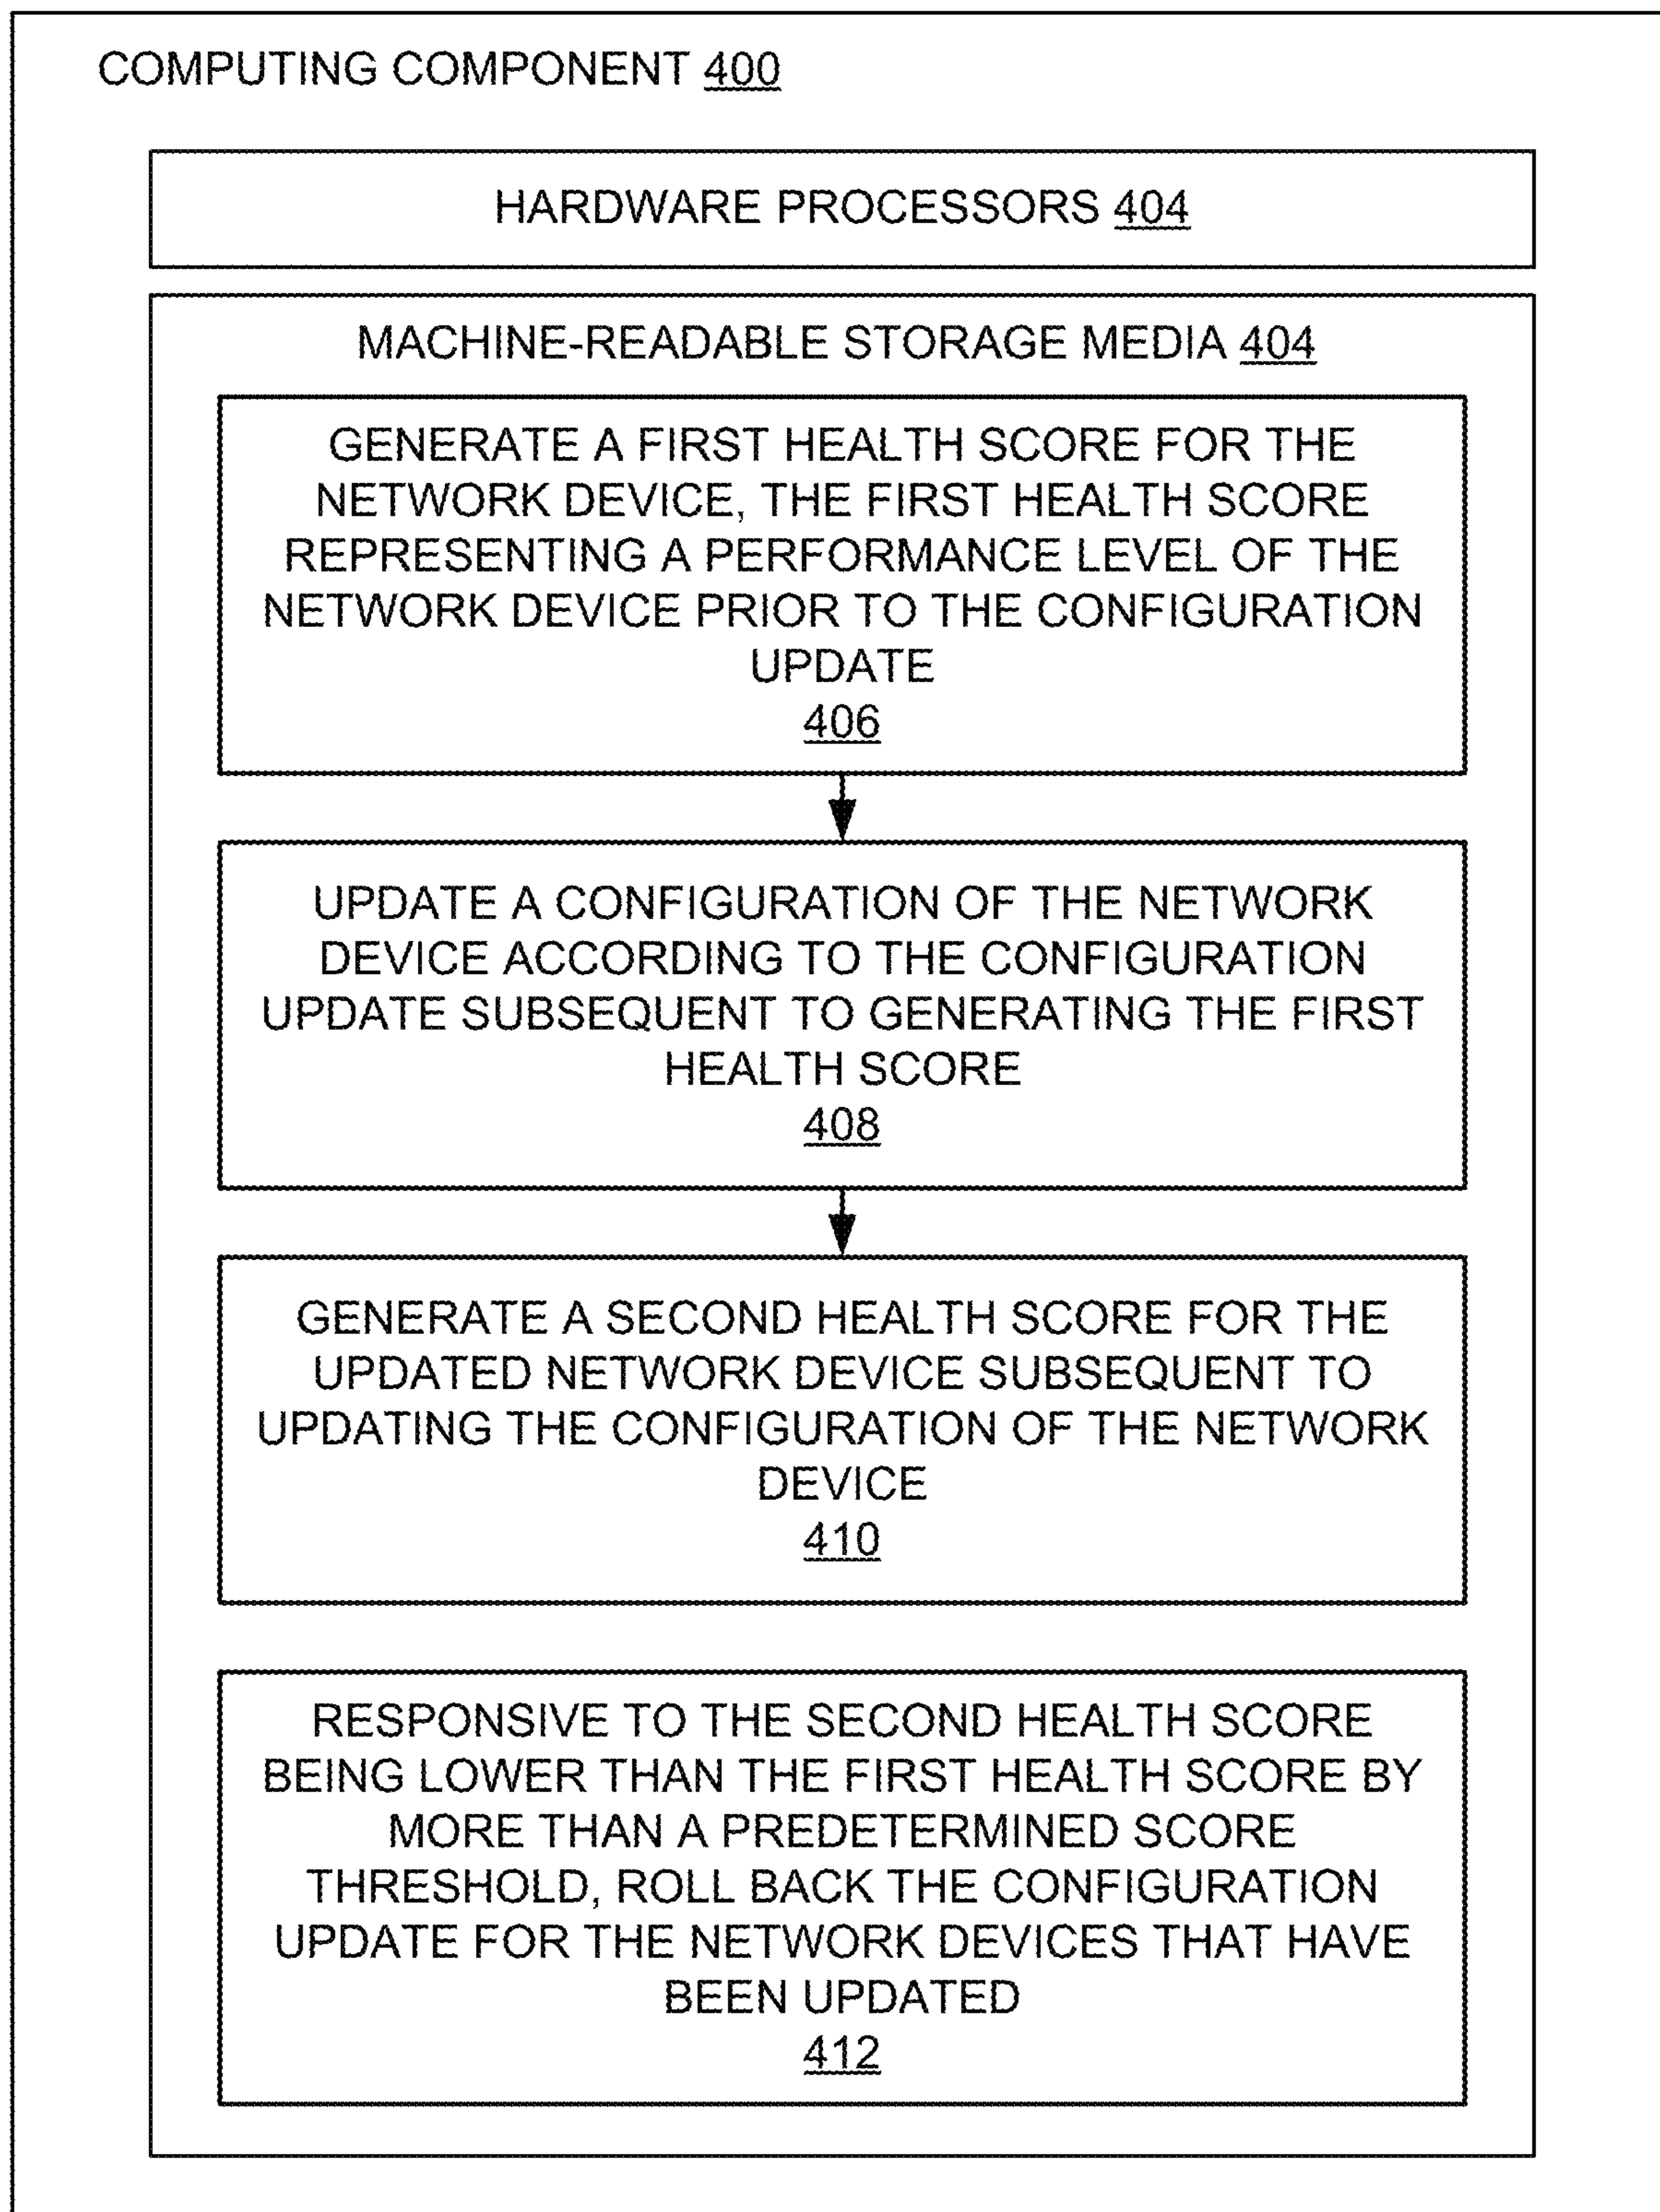 COMPUTING COMPONENT 400
HARDWARE PROCESSORS 404
MACHINE-READABLE STORAGE MEDIA 404
GENERATE A FIRST HEALTH SCORE FOR THE
NETWORK DEVICE, THE FIRST HEALTH SCORE
REPRESENTING A PERFORMANCE LEVEL OF THE
NETWORK DEVICE PRIOR TO THE CONFIGURATION
UPDATE
406
UPDATE A CONFIGURATION OF THE NETWORK
DEVICE ACCORDING TO THE CONFIGURATION
UPDATE SUBSEQUENT TO GENERATING THE FIRST
HEALTH SCORE
408
GENERATE A SECOND HEALTH SCORE FOR THE
UPDATED NETWORK DEVICE SUBSEQUENT TO
UPDATING THE CONFIGURATION OF THE NETWORK
DEVICE
410
RESPONSIVE TO THE SECOND HEALTH SCORE
BEING LOWER THAN THE FIRST HEALTH SCORE BY
MORE THAN A PREDETERMINED SCORE
THRESHOLD, ROLL BACK THE CONFIGURATION
UPDATE FOR THE NETWORK DEVICES THAT HAVE
BEEN UPDATED
412